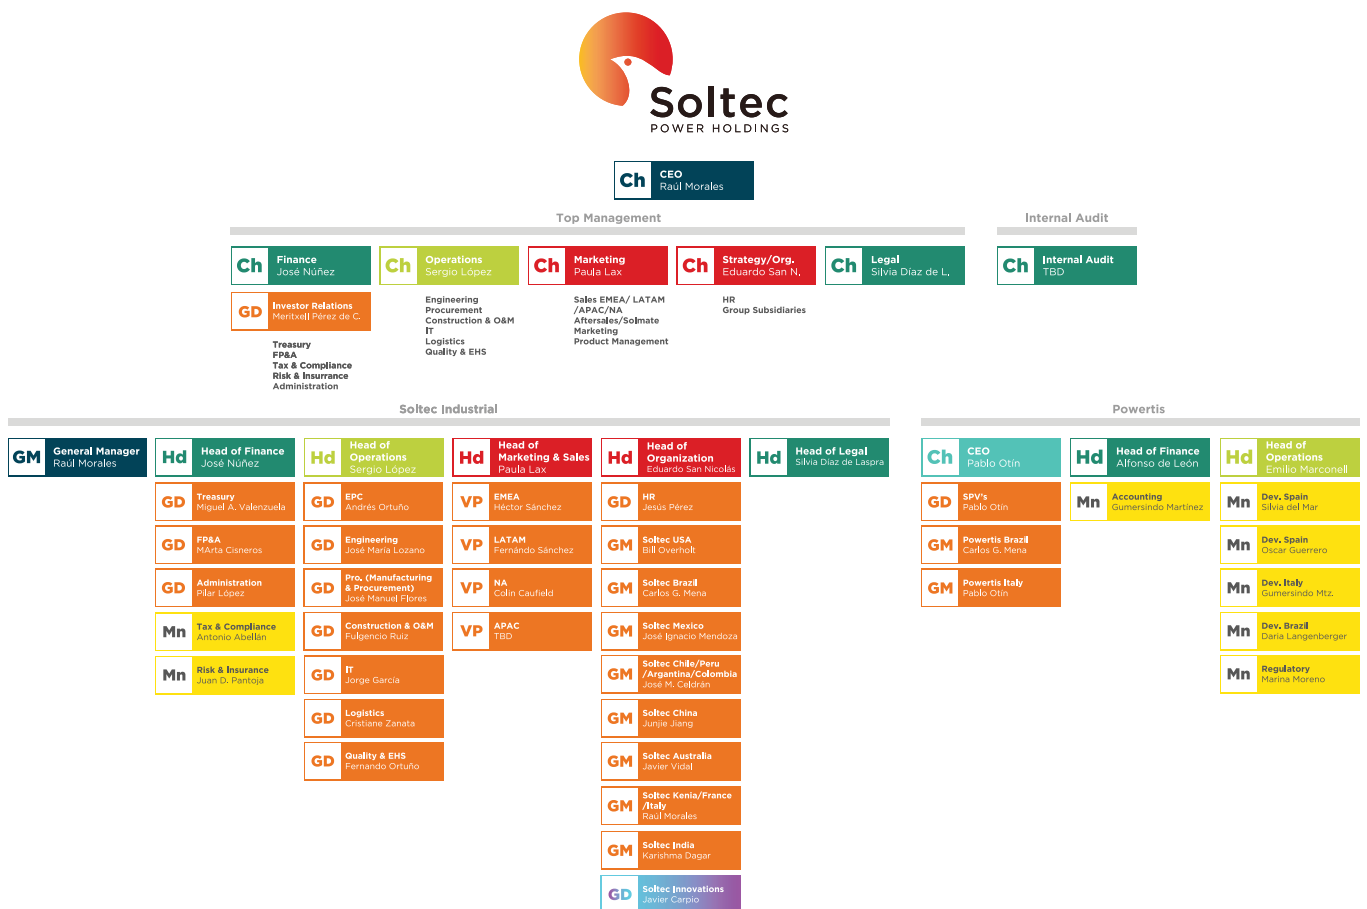 Soltec
POWER HOLDINGS
Ch
CEO
Raúl Morales
Top Management
Internal Audit
Ch
Finance
José Núñez
Ch
Operations
Sergio López
Ch
Marketing
Paula Lax
Ch
Strategy/Org.
Eduardo San N.
Ch
Legal
Silvia Díaz de L.
Ch
Internal Audit
TBD
GD
Investor Relations
Meritxell Pérez de C.
Treasury
FP&A
Tax & Compliance
Risk & Insurrance
Administration
Engineering
Procurement
Construction & O&M
IT
Logistics
Quality & EHS
Sales EMEA/ LATAM
/APAC/NA
Aftersales/Solmate
Marketing
Product Management
HR
Group Subsidiaries
Soltec Industrial
Powertis
GM
General Manager
Raúl Morales
Hd
Head of Finance
José Núñez
GD
Treasury
Miguel A. Valenzuela
GD
FP&A
MArta Cisneros
GD
Administration
Pilar López
Mn
Tax & Compliance
Antonio Abellán
Mn
Risk & Insurance
Juan D. Pantoja
Hd
Head of
Operations
Sergio López
GD
EPC
Andrés Ortuño
GD
Engineering
José María Lozano
GD
Pro. (Manufacturing
& Procurement)
José Manuel Flores
GD
Construction & O&M
Fulgencio Ruiz
GD
IT
Jorge García
GD
Logistics
Cristiane Zanata
GD
Quality & EHS
Fernando Ortuño
Hd
Head of
Marketing & Sales
Paula Lax
VP
EMEA
Héctor Sánchez
VP
LATAM
Fernándo Sánchez
VP
NA
Colin Caufield
VP
APAC
TBD
Hd
Head of
Organization
Eduardo San Nicolás
GD
HR
Jesús Pérez
GM
Soltec USA
Bill Overholt
GM
Soltec Brazil
Carlos G. Mena
GM
Soltec Mexico
José Ignacio Mendoza
GM
Soltec Chile/Peru
/Argantina/Colombia
José M. Celdrán
GM
Soltec China
Junjie Jiang
GM
Soltec Australia
Javier Vidal
GM
Soltec Kenia/France
/Italy
Raúl Morales
GM
Soltec India
Karishma Dagar
GD
Soltec Innovations
Javier Carpio
Hd
Head of Legal
Silvia Díaz de Laspra
Ch
CEO
Pablo Otín
GD
SPV's
Pablo Otín
GM
Powertis Brazil
Carlos G. Mena
GM
Powertis Italy
Pablo Otín
Hd
Head of Finance
Alfonso de León
Mn
Accounting
Gumersindo Martínez
Hd
Head of
Operations
Emilio Marconell
Mn
Dev. Spain
Silvia del Mar
Mn
Dev. Spain
Oscar Guerrero
Mn
Dev. Italy
Gumersindo Mtz.
Mn
Dev. Brazil
Daria Langenberger
Mn
Regulatory
Marina Moreno